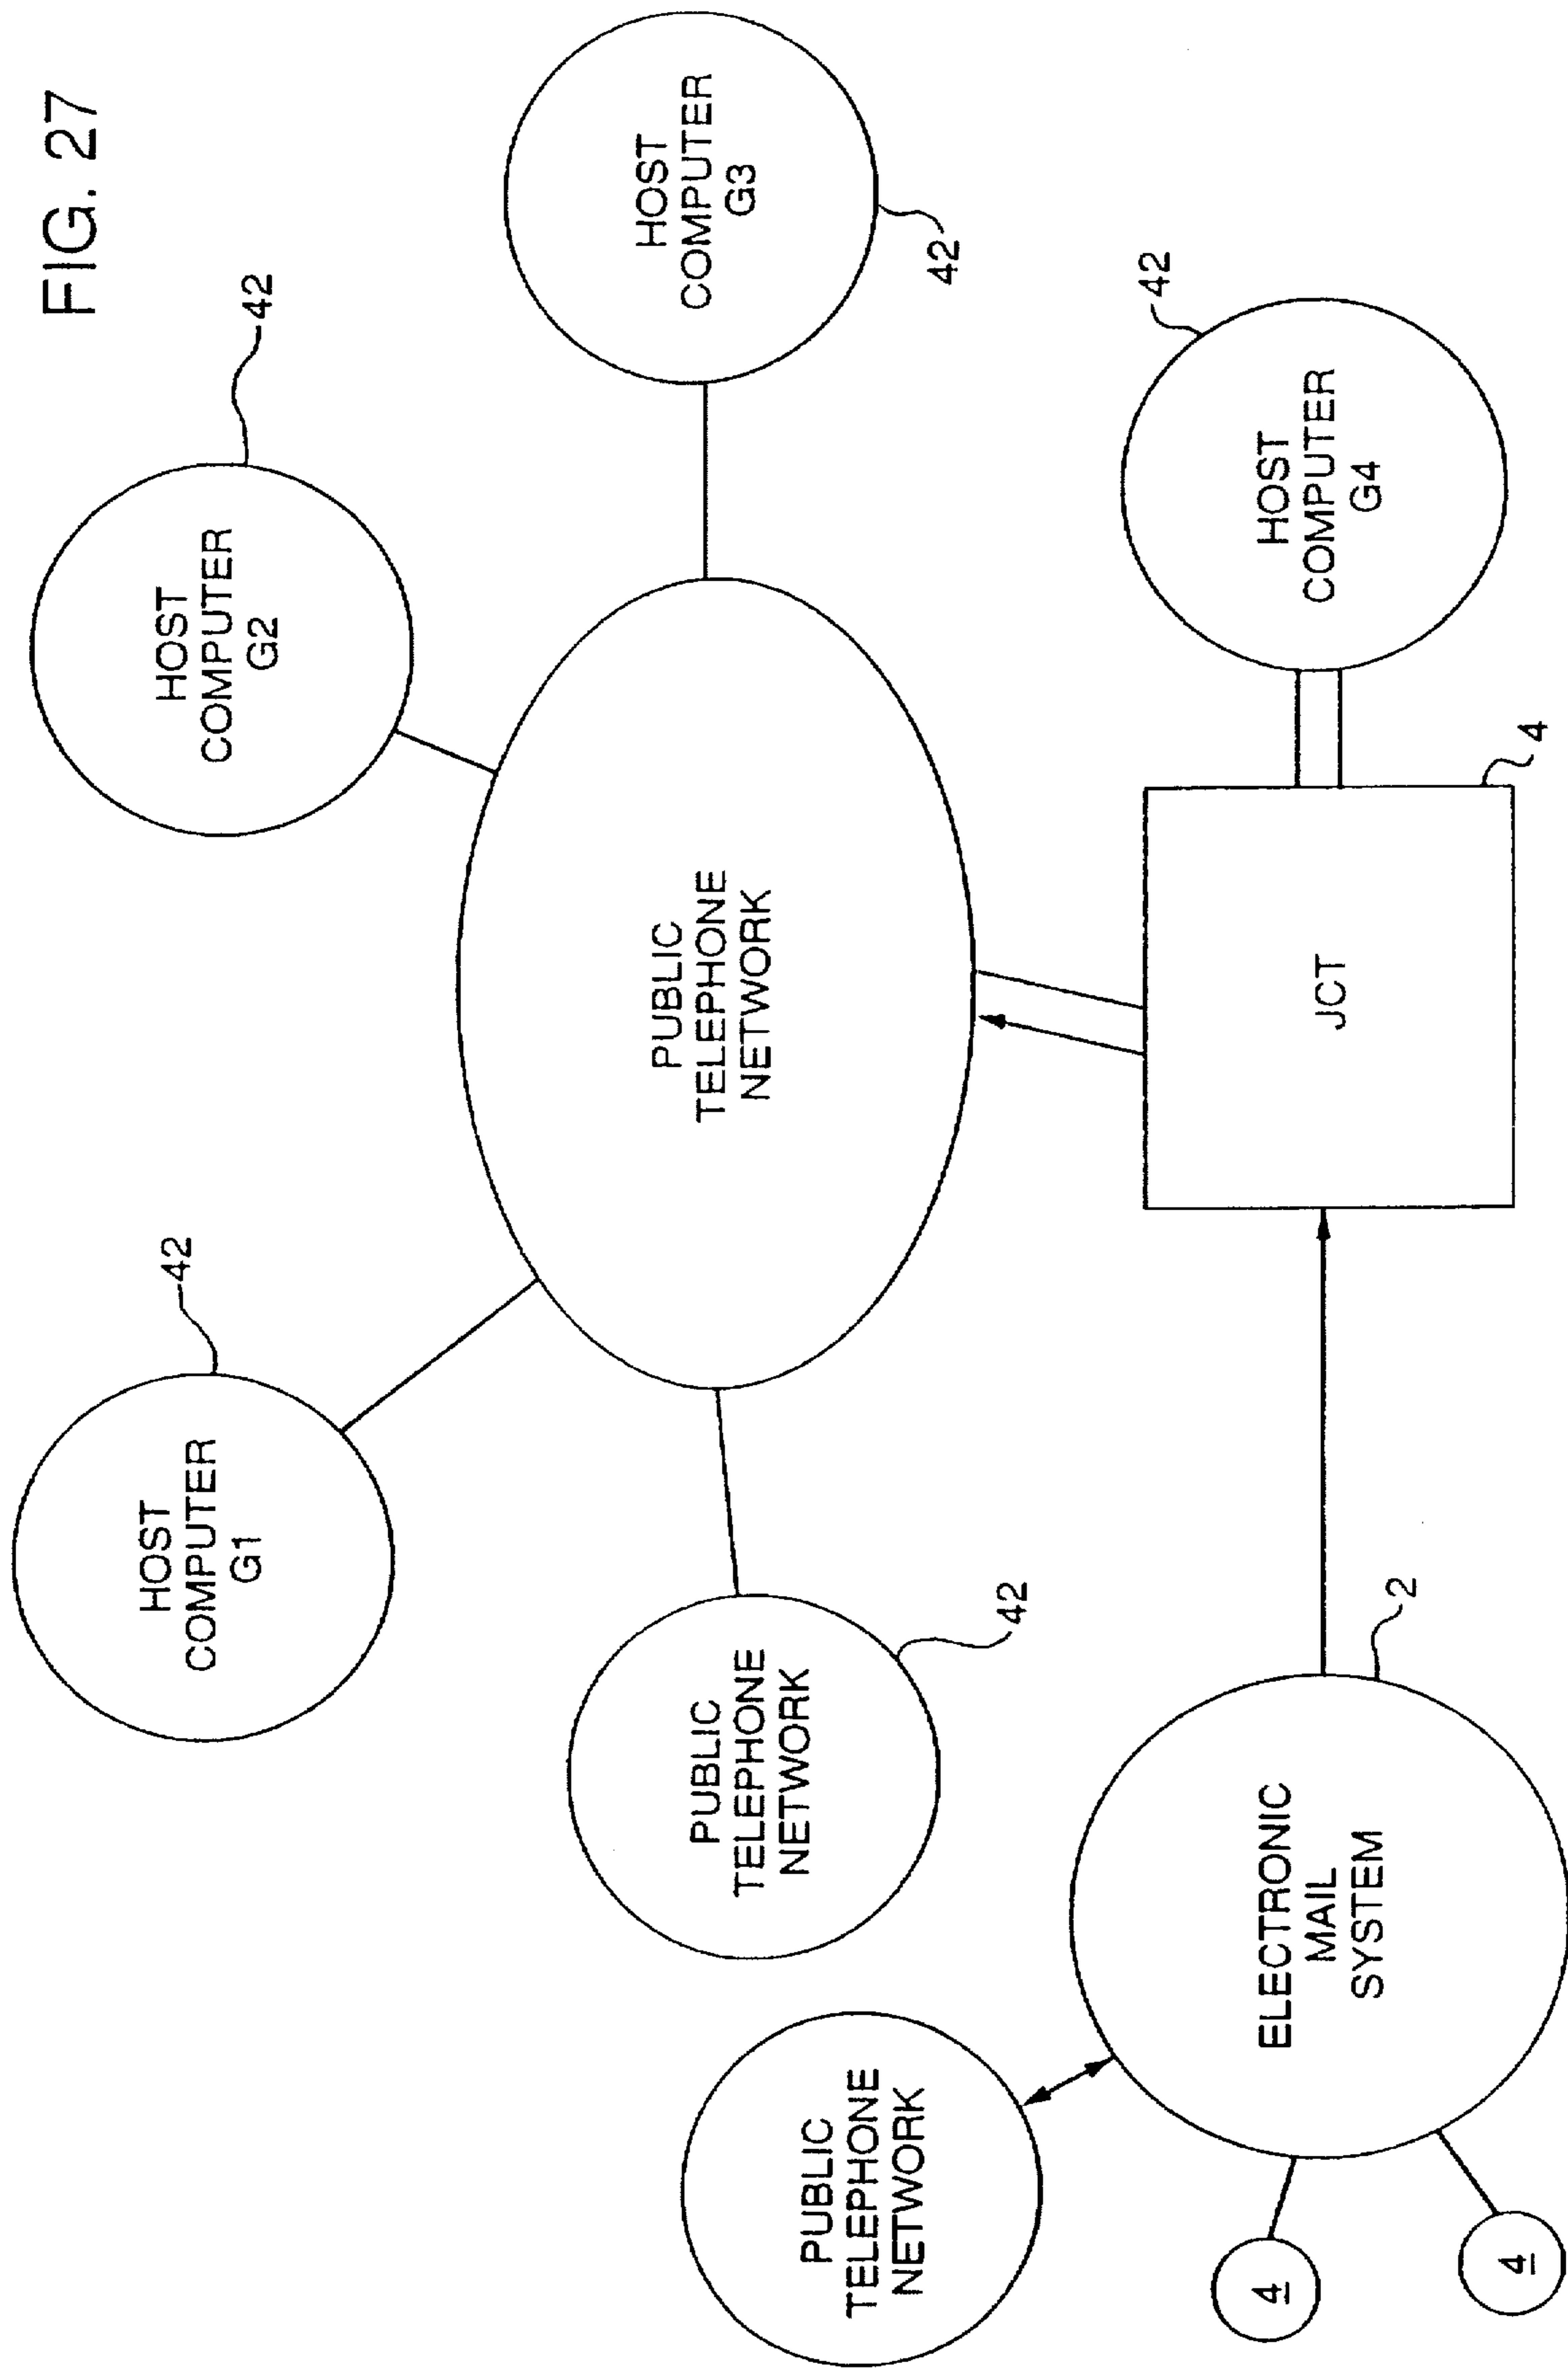 FIG. 27
HOST
COMPUTER
G1
42
HOST
COMPUTER
G2
42
HOST
COMPUTER
G3
42
PUBLIC
TELEPHONE
NETWORK
PUBLIC
TELEPHONE
NETWORK
42
PUBLIC
TELEPHONE
NETWORK
ELECTRONIC
MAIL
SYSTEM
2
JCT
4
HOST
COMPUTER
G4
42
4
4